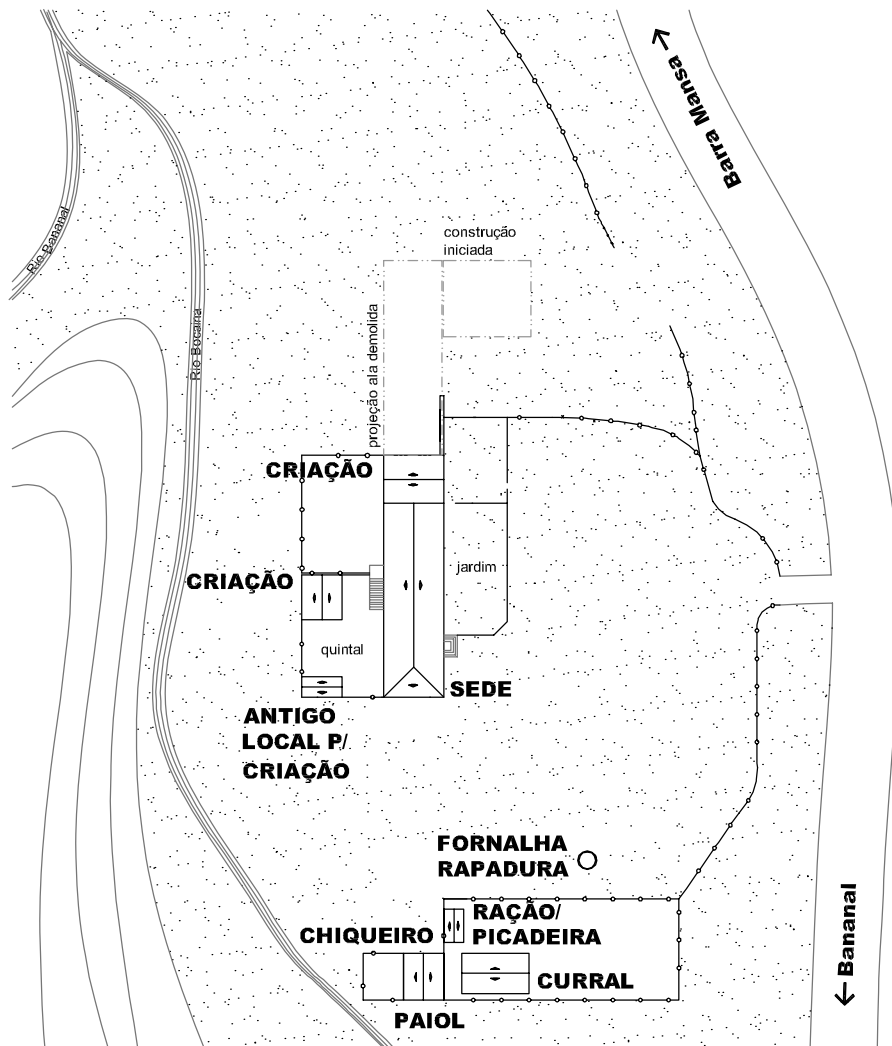 Barra Mansa
Rio Bananal
construção
iniciada
Rio Bocaina
projeção ala demolida
CRIAÇÃO
jardim
CRIAÇÃO
quintal
SEDE
ANTIGO
LOCAL P/
CRIAÇÃO
FORNALHA
RAPADURA
RAÇÃO/
PICADEIRA
CHIQUEIRO
CURRAL
Bananal
PAIOL